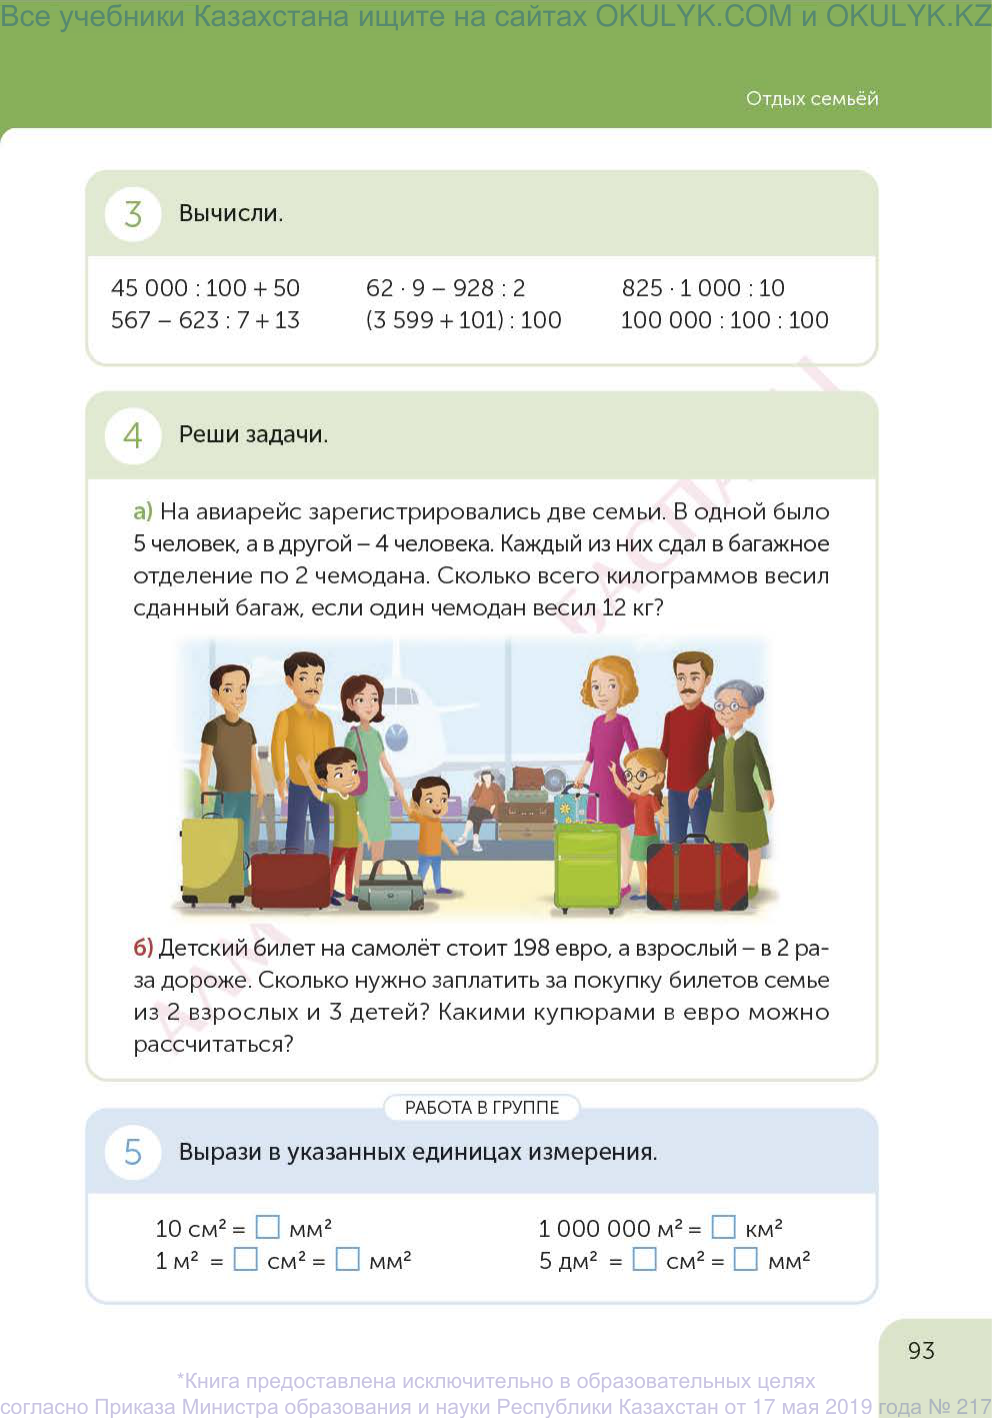 Все учебники Казахстана ищите на сайтах OKULYK.COM и OKULYK.KZ
Отдых семьёй
3 Вычисли.
45 000 : 100 + 50 62 · 9 – 928 : 2 825 · 1 000 : 10
567 – 623 : 7 + 13 (3 599 + 101) : 100 100 000 : 100 : 100
4 Реши задачи.
а) На авиарейс зарегистрировались две семьи. В одной было
5 человек, а в другой – 4 человека. Каждый из них сдал в багажное
отделение по 2 чемодана. Сколько всего килограммов весил
сданный багаж, если один чемодан весил 12 кг?
б) Детский билет на самолёт стоит 198 евро, а взрослый – в 2 ра-
за дороже. Сколько нужно заплатить за покупку билетов семье
из 2 взрослых и 3 детей? Какими купюрами в евро можно
рассчитаться?
РАБОТА В ГРУППЕ
5 Вырази в указанных единицах измерения.
10 см² = □ мм² 1 000 000 м² = □ км²
1 м² = □ см² = □ мм² 5 дм² = □ см² = □ мм²
93
*Книга предоставлена исключительно в образовательных целях
согласно Приказа Министра образования и науки Республики Казахстан от 17 мая 2019 года № 217